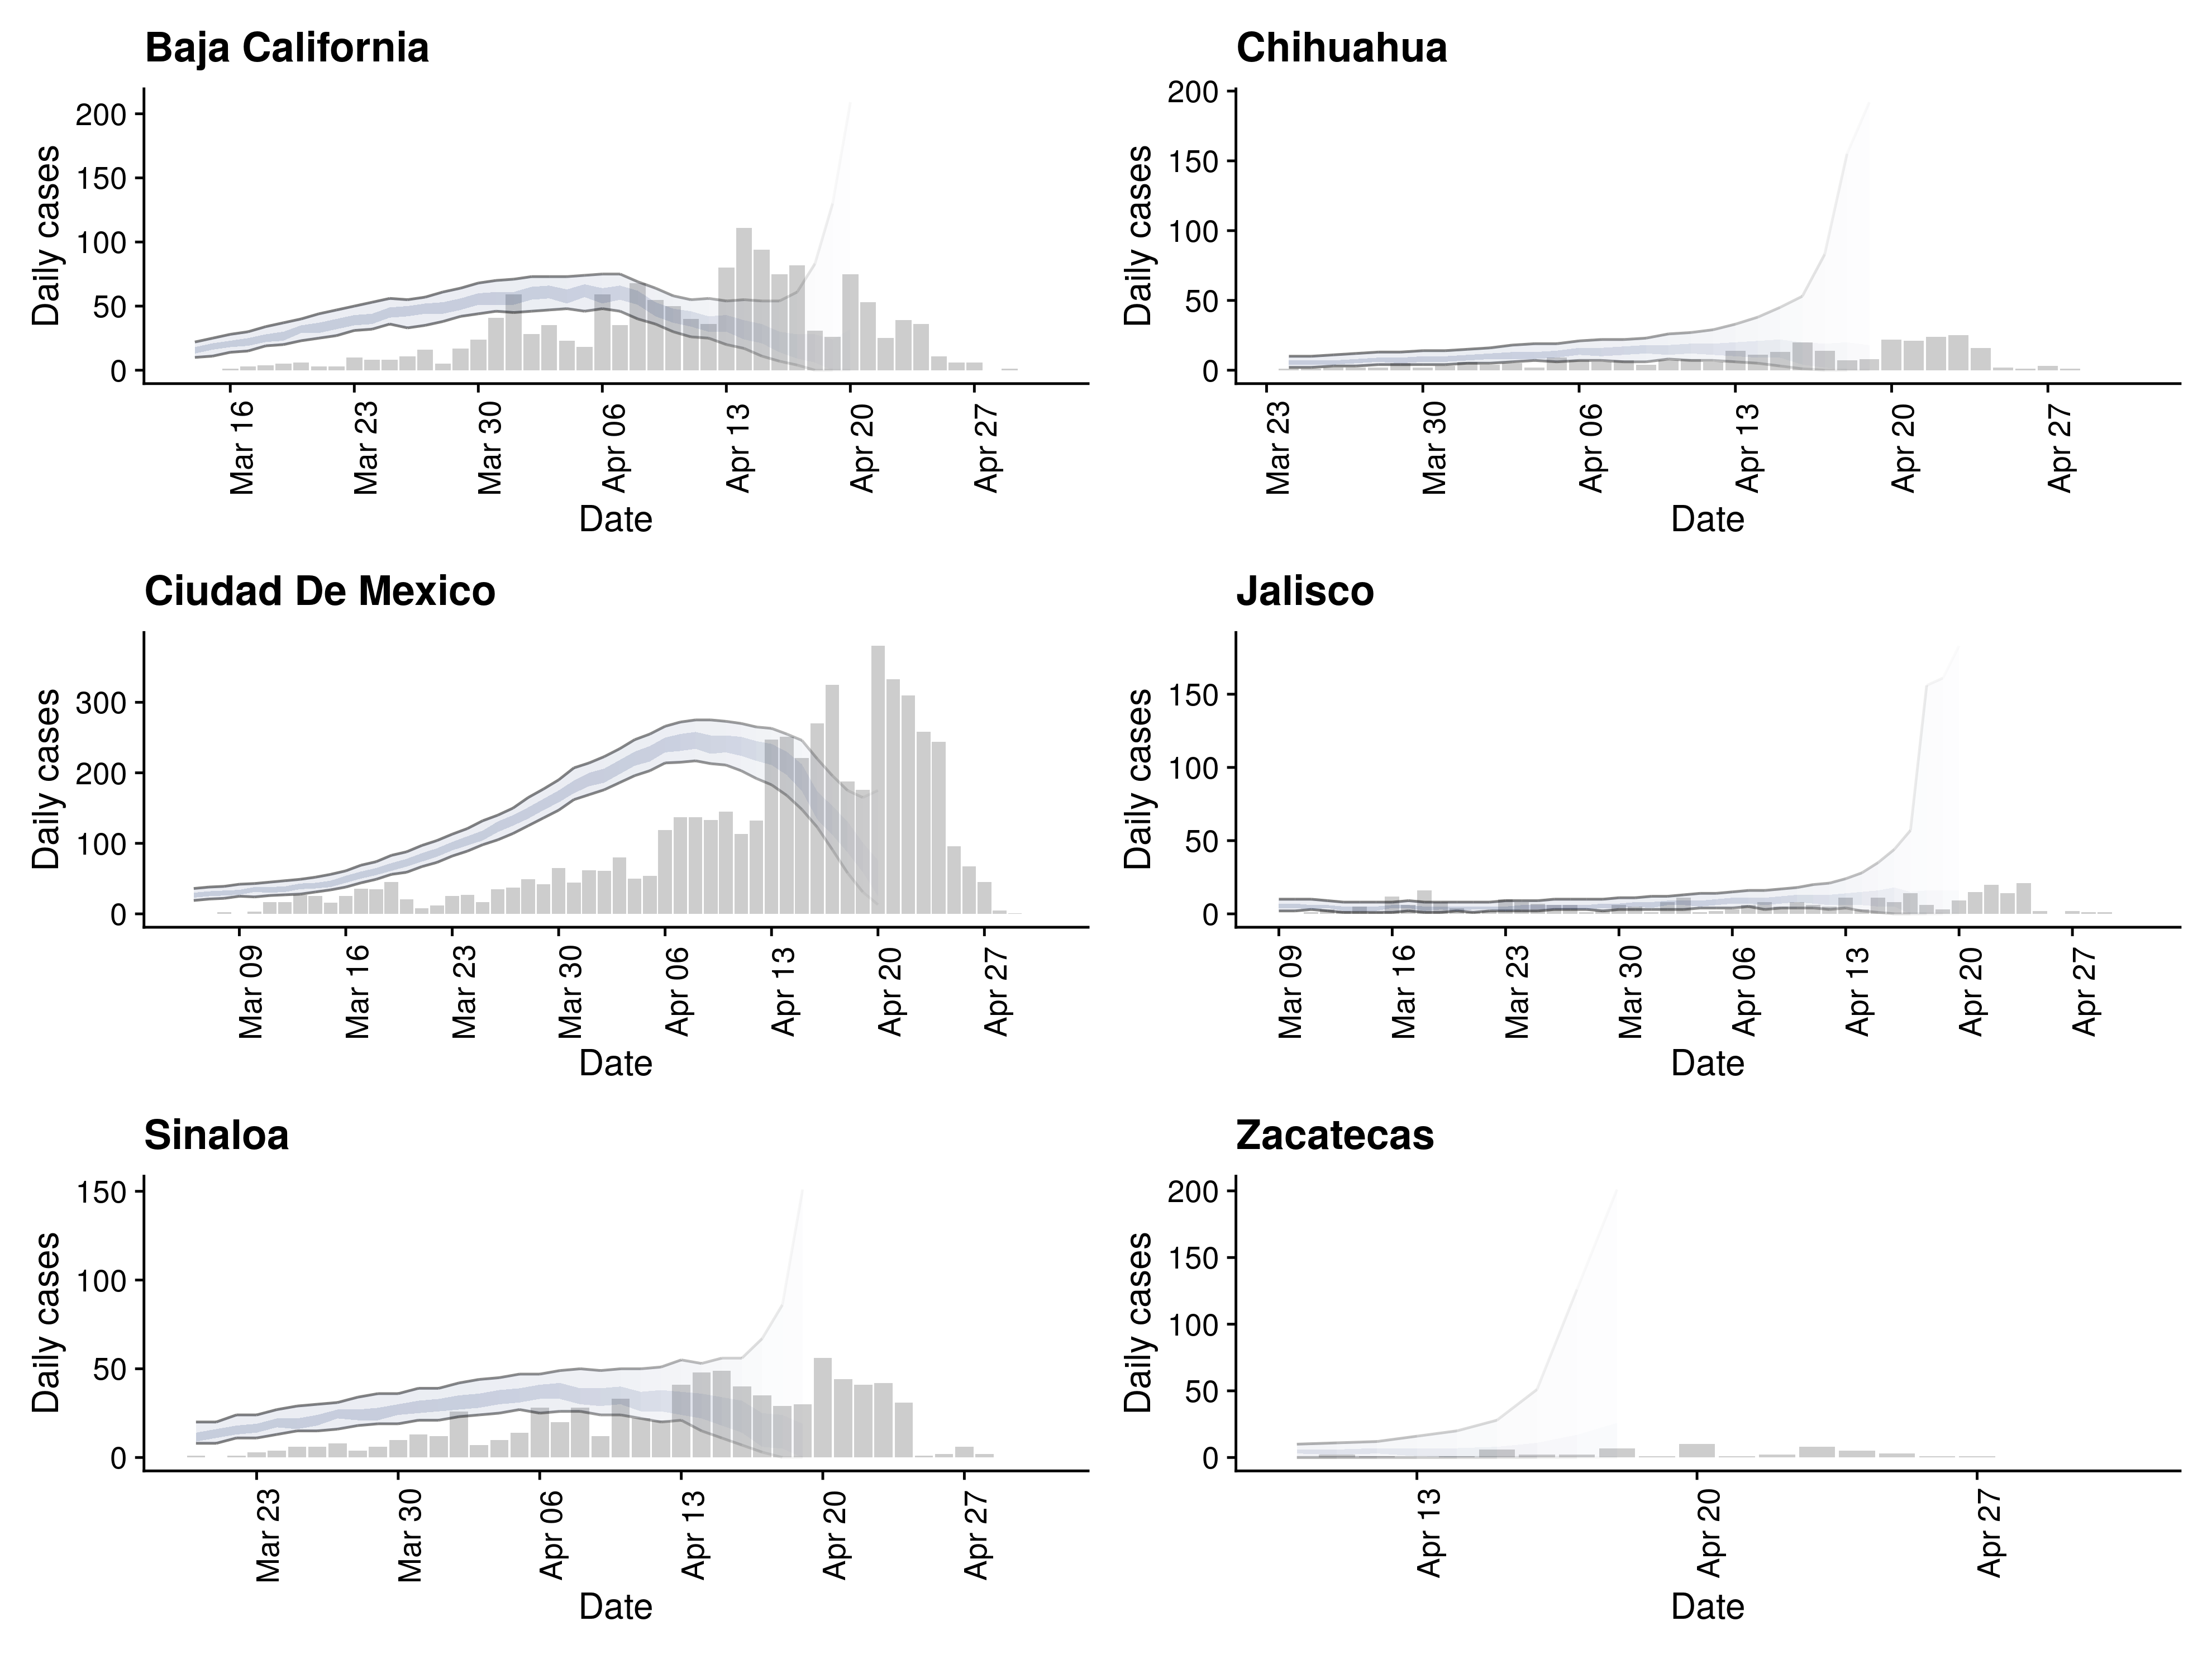 Baja California
Daily cases
200
150
100
50
0
Mar 16
Mar 23
Mar 30
Apr 06
Apr 13
Apr 20
Apr 27
Date
Chihuahua
Daily cases
200
150
100
50
0
Mar 23
Mar 30
Apr 06
Apr 13
Apr 20
Apr 27
Date
Ciudad De Mexico
Daily cases
300
200
100
0
Mar 09
Mar 16
Mar 23
Mar 30
Apr 06
Apr 13
Apr 20
Apr 27
Date
Jalisco
Daily cases
150
100
50
0
Mar 09
Mar 16
Mar 23
Mar 30
Apr 06
Apr 13
Apr 20
Apr 27
Date
Sinaloa
Daily cases
150
100
50
0
Mar 23
Mar 30
Apr 06
Apr 13
Apr 20
Apr 27
Date
Zacatecas
Daily cases
200
150
100
50
0
Apr 13
Apr 20
Apr 27
Date